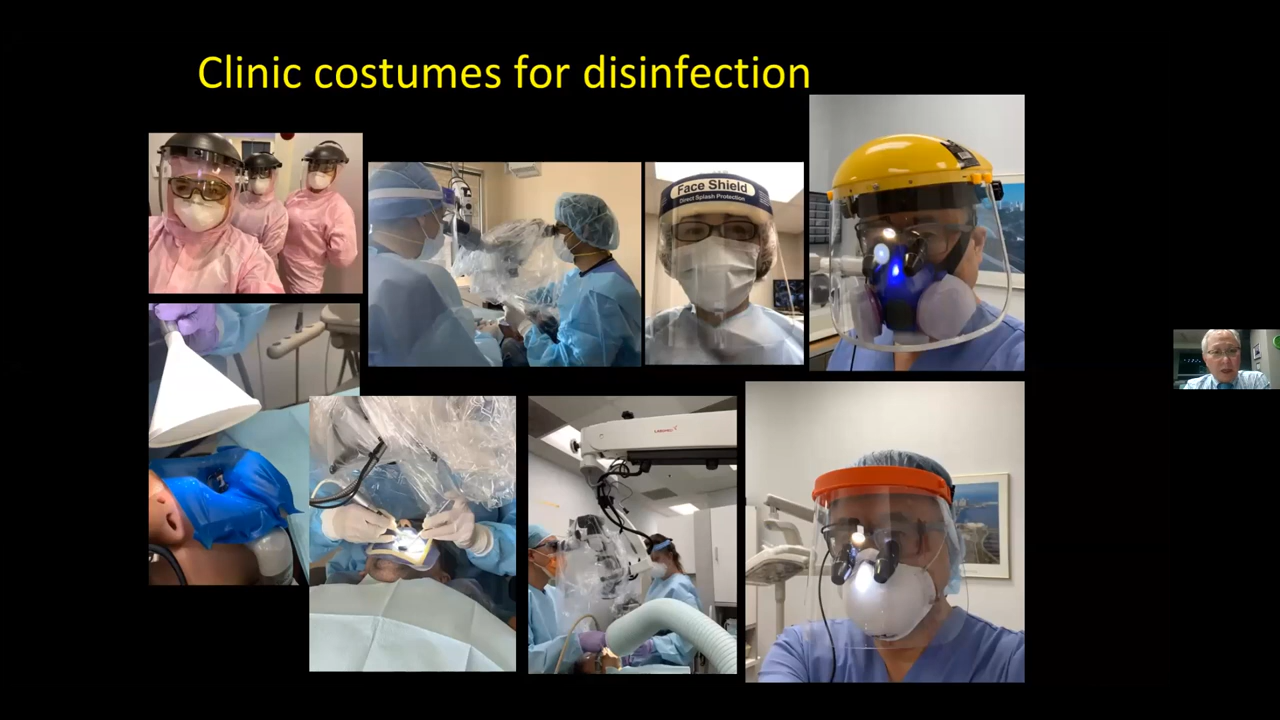 Clinic costumes for disinfection
Face Shield
Direct Splash Protection